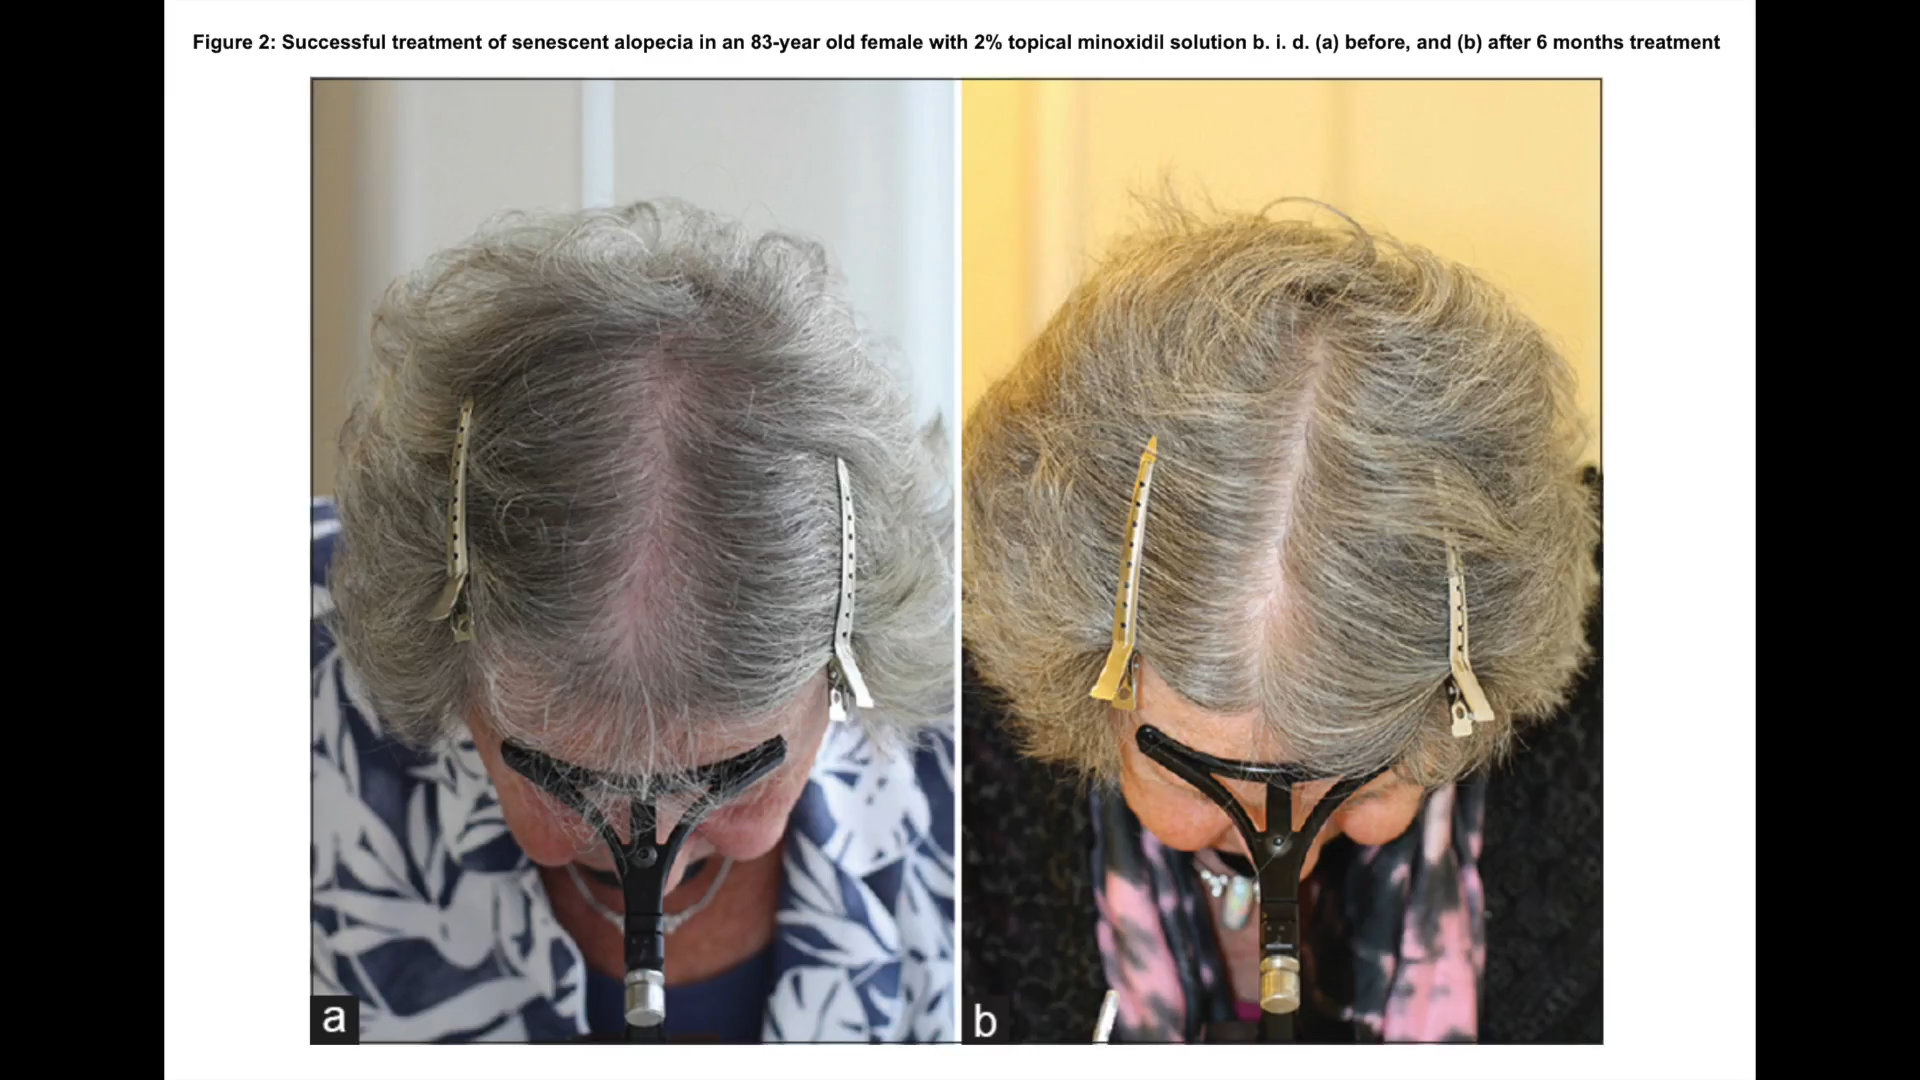 Figure 2: Successful treatment of senescent alopecia in an 83-year old female with 2% topical minoxidil solution b. i. d. (a) before, and (b) after 6 months treatment
a
b